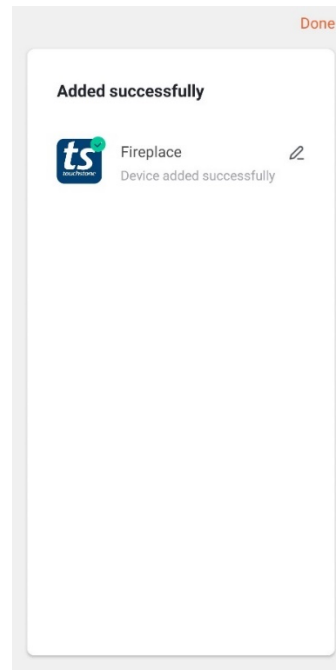 Done
Added successfully
ts
touchstone
Fireplace
Device added successfully